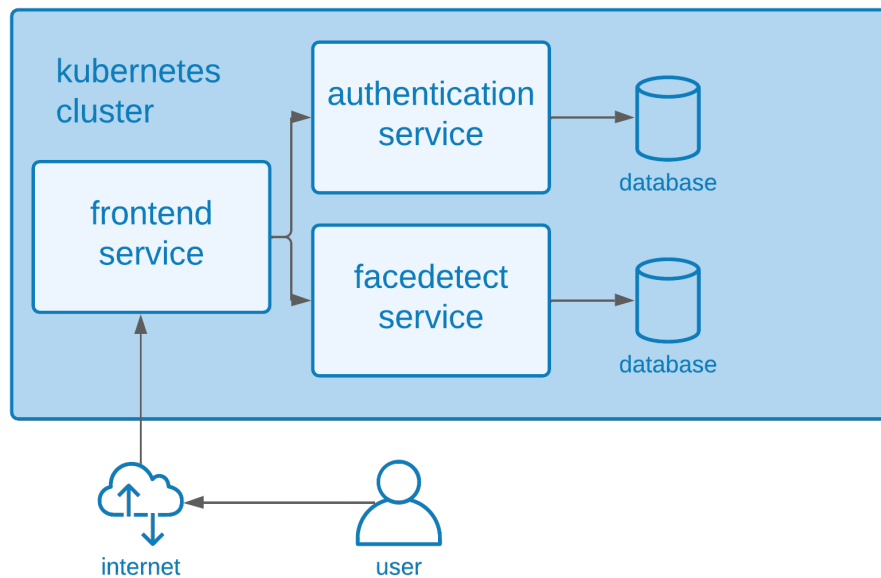 kubernetes
cluster
authentication
service
database
frontend
service
facedetect
service
database
internet
user